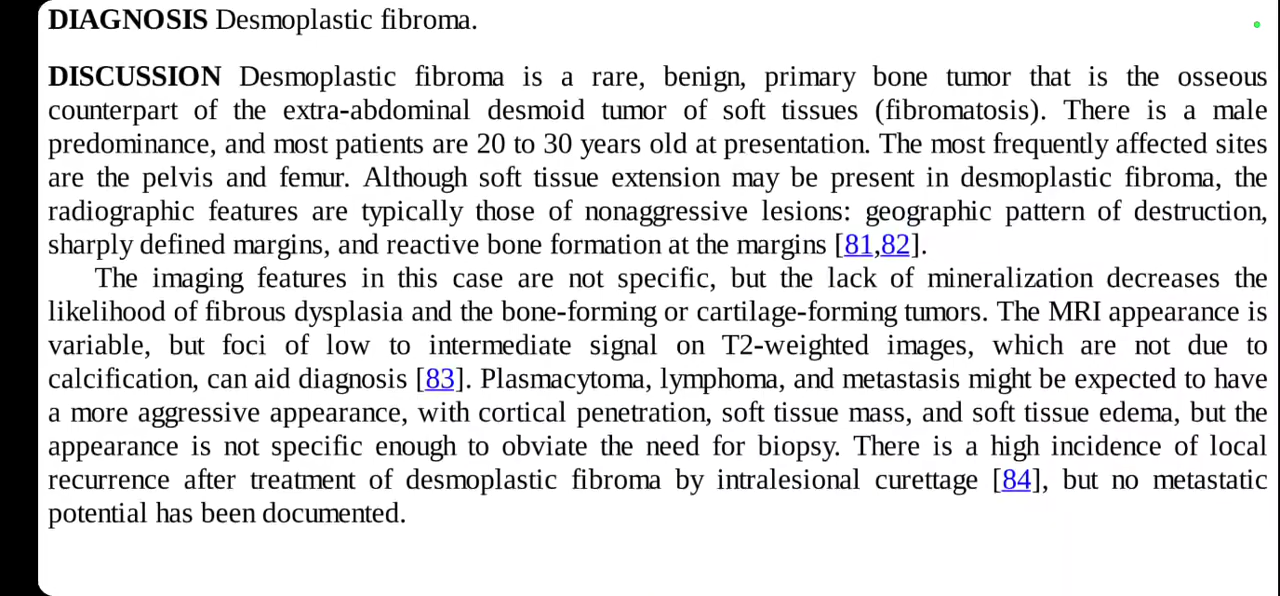 DIAGNOSIS Desmoplastic fibroma.
DISCUSSION Desmoplastic fibroma is a rare, benign, primary bone tumor that is the osseous
counterpart of the extra-abdominal desmoid tumor of soft tissues (fibromatosis). There is a male
predominance, and most patients are 20 to 30 years old at presentation. The most frequently affected sites
are the pelvis and femur. Although soft tissue extension may be present in desmoplastic fibroma, the
radiographic features are typically those of nonaggressive lesions: geographic pattern of destruction,
sharply defined margins, and reactive bone formation at the margins [81,82].
The imaging features in this case are not specific, but the lack of mineralization decreases the
likelihood of fibrous dysplasia and the bone-forming or cartilage-forming tumors. The MRI appearance is
variable, but foci of low to intermediate signal on T2-weighted images, which are not due to
calcification, can aid diagnosis [83]. Plasmacytoma, lymphoma, and metastasis might be expected to have
a more aggressive appearance, with cortical penetration, soft tissue mass, and soft tissue edema, but the
appearance is not specific enough to obviate the need for biopsy. There is a high incidence of local
recurrence after treatment of desmoplastic fibroma by intralesional curettage [84], but no metastatic
potential has been documented.